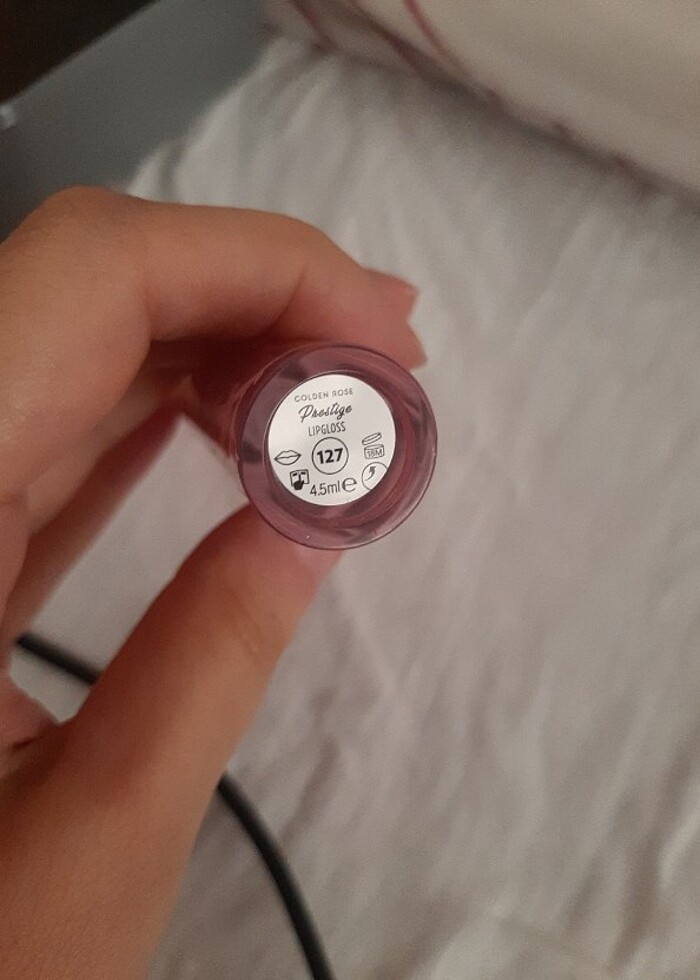 GOLDEN ROSE
Prestige
LIPGLOSS
127
18M
4.5ml e